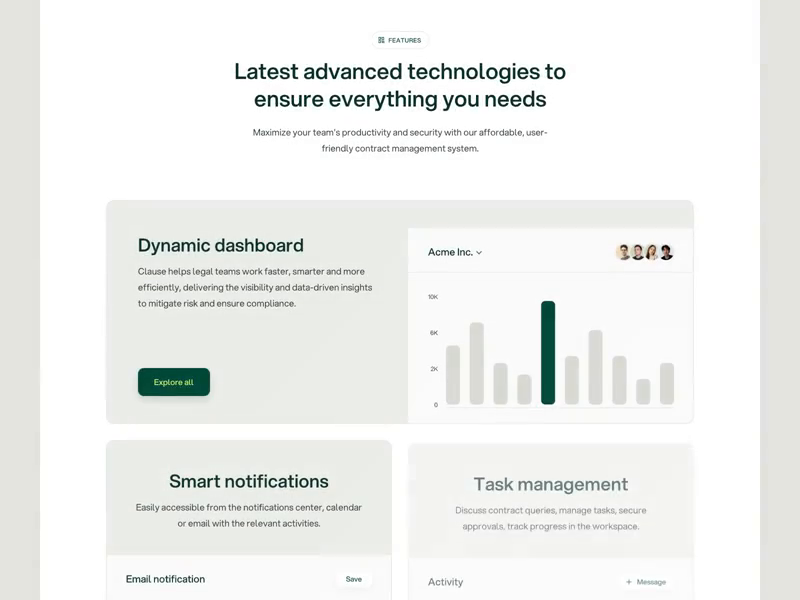 FEATURES
Latest advanced technologies to
ensure everything you needs
Maximize your team's productivity and security with our affordable, user-
friendly contract management system.
Dynamic dashboard
Clause helps legal teams work faster, smarter and more
efficiently, delivering the visibility and data-driven insights
to mitigate risk and ensure compliance.
Explore all
Acme Inc.
10K
6K
2K
0
Smart notifications
Easily accessible from the notifications center, calendar
or email with the relevant activities.
Email notification
Save
Task management
Discuss contract queries, manage tasks, secure
approvals, track progress in the workspace.
Activity
+ Message